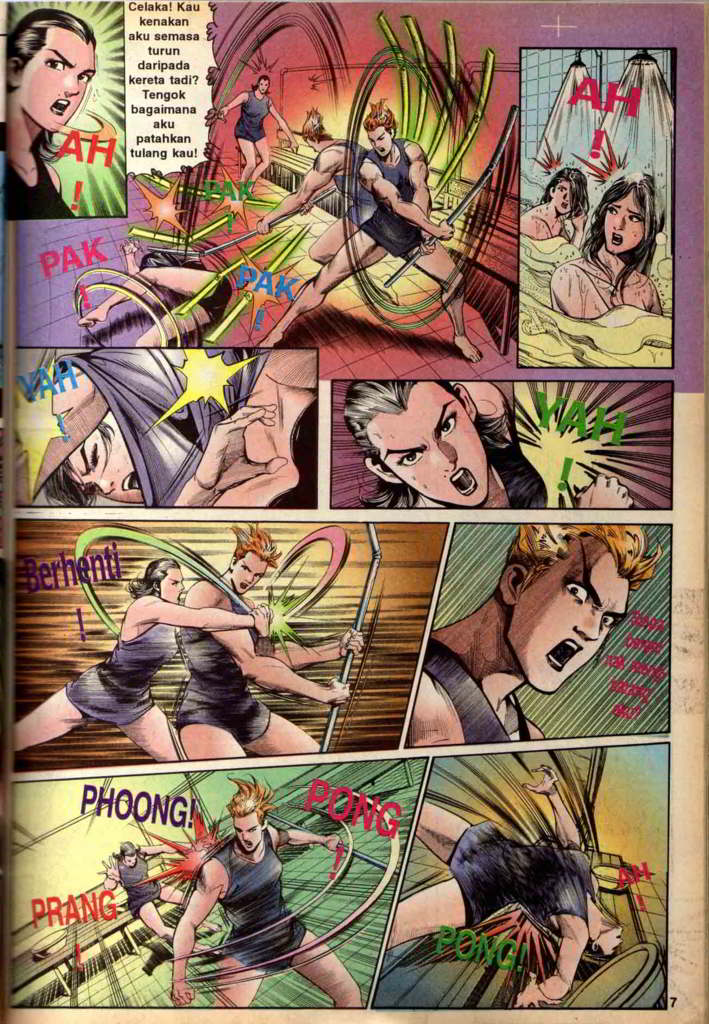 Celaka! Kau
kenakan
aku semasa
turun
daripada
kereta tadi?
Tengok
bagaimana
aku
patahkan
tulang kau!
AH
!
PAK
!
PAK
!
PAK
!
AH
!
YAH
!
YAH
!
Berhenti
!
aku?
PHOONG!
PONG
!
PRANG
!
AH
!
PONG!
7